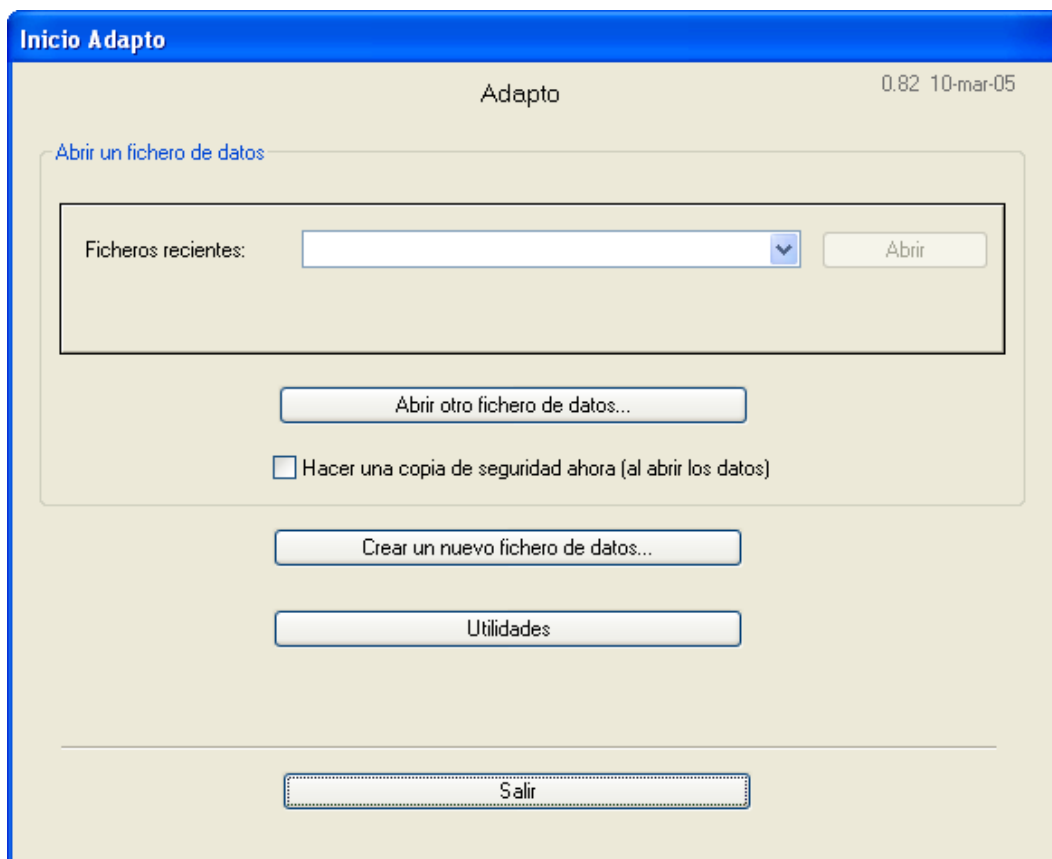 Inicio Adapto
Adapto
0.82 10-mar-05
Abrir un fichero de datos
Ficheros recientes:
Abrir
Abrir otro fichero de datos...
Hacer una copia de seguridad ahora (al abrir los datos)
Crear un nuevo fichero de datos...
Utilidades
Salir